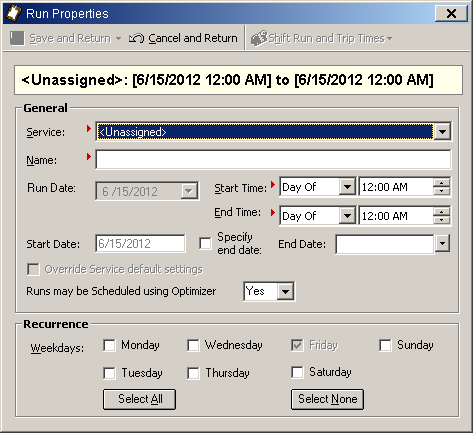 Run Properties
Save and Return Cancel and Return Shift Run and Trip Times
<Unassigned>: [6/15/2012 12:00 AM] to [6/15/2012 12:00 AM]
General
Service: <Unassigned>
Name:
Run Date: 6 /15/2012 Start Time: Day Of 12:00 AM
End Time: Day Of 12:00 AM
Start Date: 6/15/2012 Specify end date: End Date:
Override Service default settings
Runs may be Scheduled using Optimizer Yes
Recurrence
Weekdays: Monday Wednesday Friday Sunday
Tuesday Thursday Saturday
Select All Select None